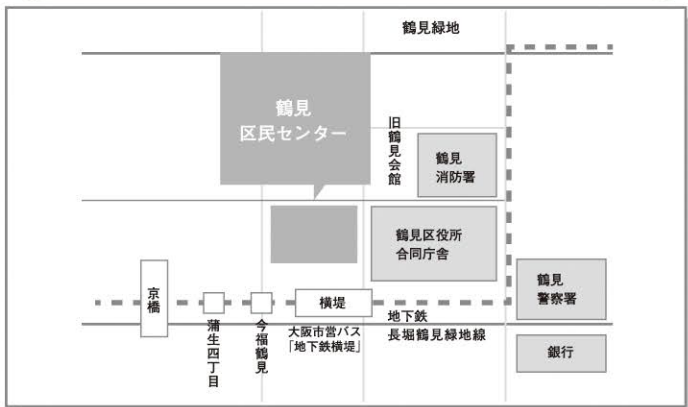 鶴見緑地
鶴見
区民センター
旧鶴見会館
鶴見
消防署
鶴見区役所
合同庁舎
鶴見
警察署
京橋
蒲生四丁目
今福鶴見
横堤
大阪市営バス
「地下鉄横堤」
地下鉄
長堀鶴見緑地線
銀行